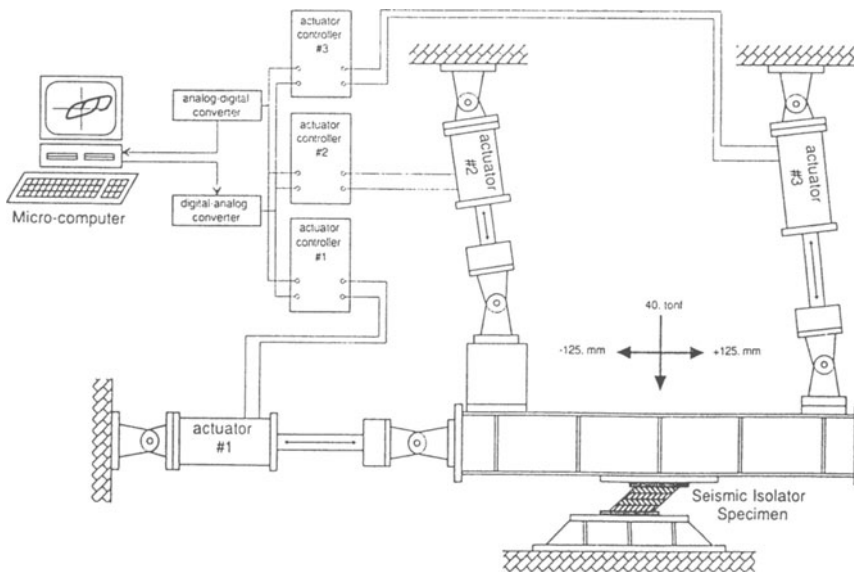 actuator
controller
#3
analog-digital
converter
actuator
controller
#2
Micro-computer
digital-analog
converter
actuator
controller
#1
actuator
#2
actuator
#3
40. tonf
-125. mm
+125. mm
actuator
#1
Seismic Isolator
Specimen